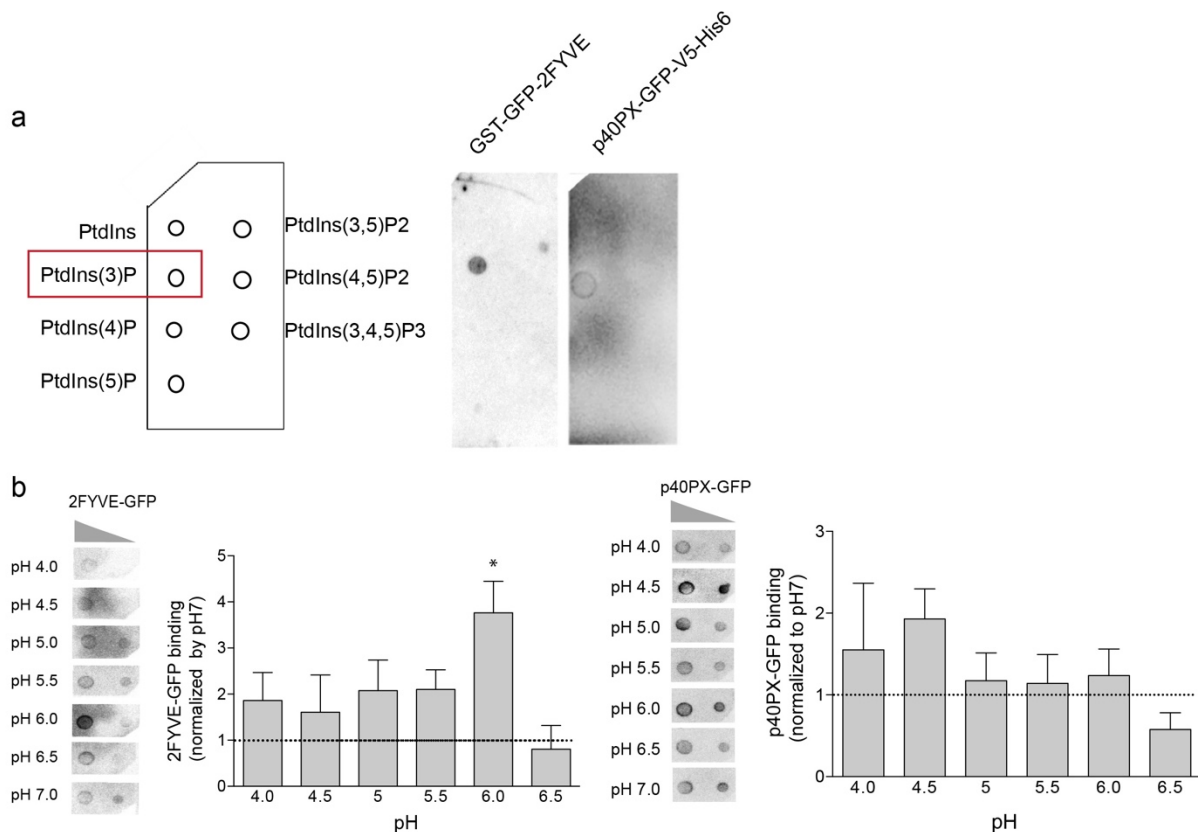 a
GST-GFP-2FYVE
p40PX-GFP-V5-His6
PtdIns
PtdIns(3)P
PtdIns(4)P
PtdIns(5)P
PtdIns(3,5)P2
PtdIns(4,5)P2
PtdIns(3,4,5)P3
b
2FYVE-GFP
pH 4.0
pH 4.5
pH 5.0
pH 5.5
pH 6.0
pH 6.5
pH 7.0
2FYVE-GFP binding
(normalized by pH7)
5
4
3
2
1
0
*
4.0 4.5 5 5.5 6.0 6.5
pH
p40PX-GFP
pH 4.0
pH 4.5
pH 5.0
pH 5.5
pH 6.0
pH 6.5
pH 7.0
p40PX-GFP binding
(normalized to pH7)
3
2
1
0
4.0 4.5 5 5.5 6.0 6.5
pH